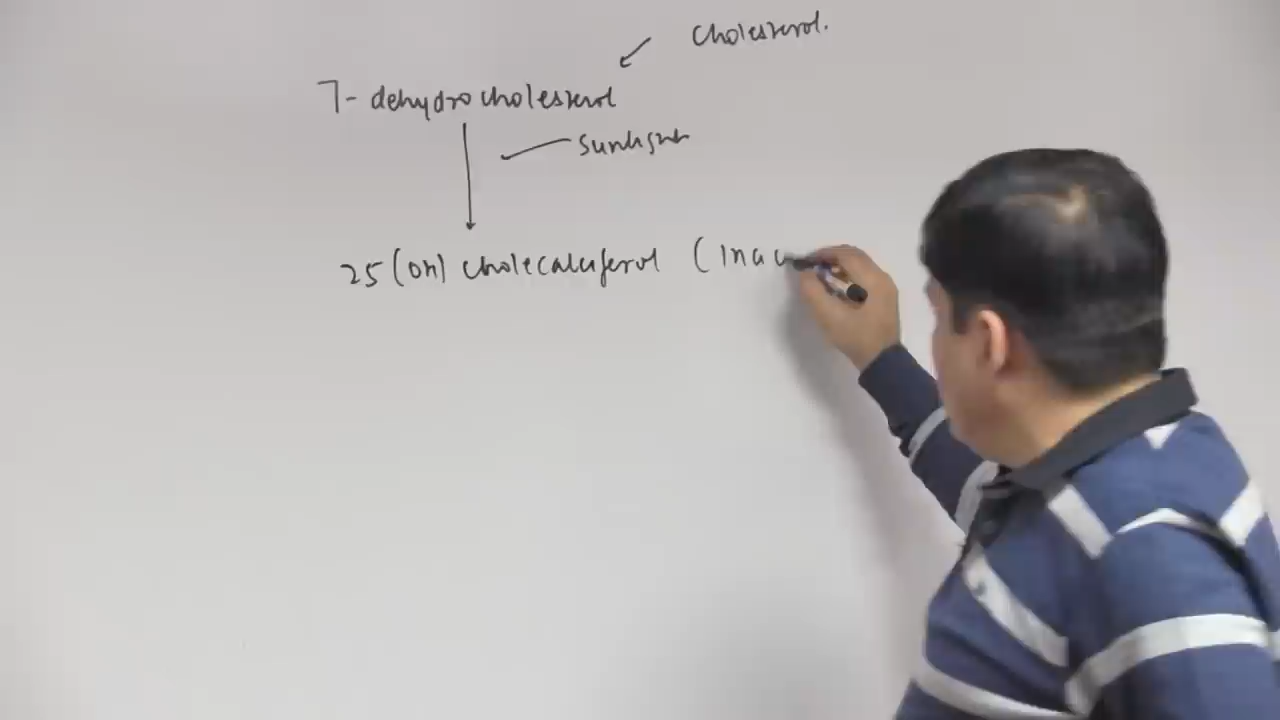 Cholesterol.
7- dehydrocholesterol
Sunlight
25 (OH) cholecalciferol (Ina